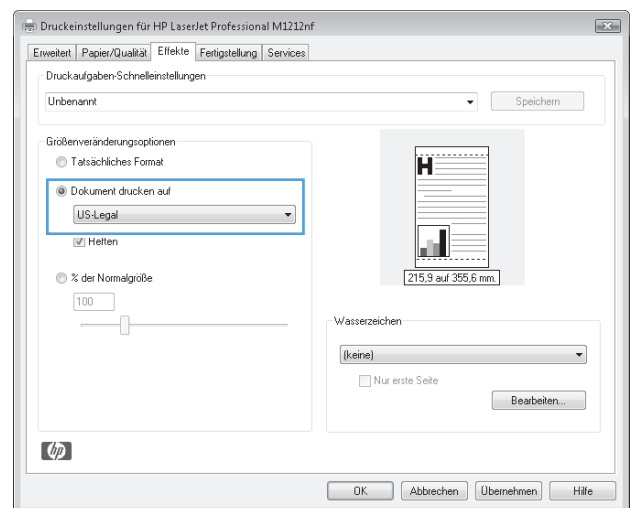 Druckeinstellungen für HP LaserJet Professional M1212nf
Erweitert Papier/Qualität Effekte Fertigstellung Services
Druckaufgaben-Schnelleinstellungen
Unbenannt
Speichern
Größenveränderungsoptionen
Tatsächliches Format
Dokument drucken auf
US-Legal
Heften
% der Normalgröße
100
H
215,9 auf 355,6 mm.
Wasserzeichen
(keine)
Nur erste Seite
Bearbeiten...
hp
OK Abbrechen Übernehmen Hilfe